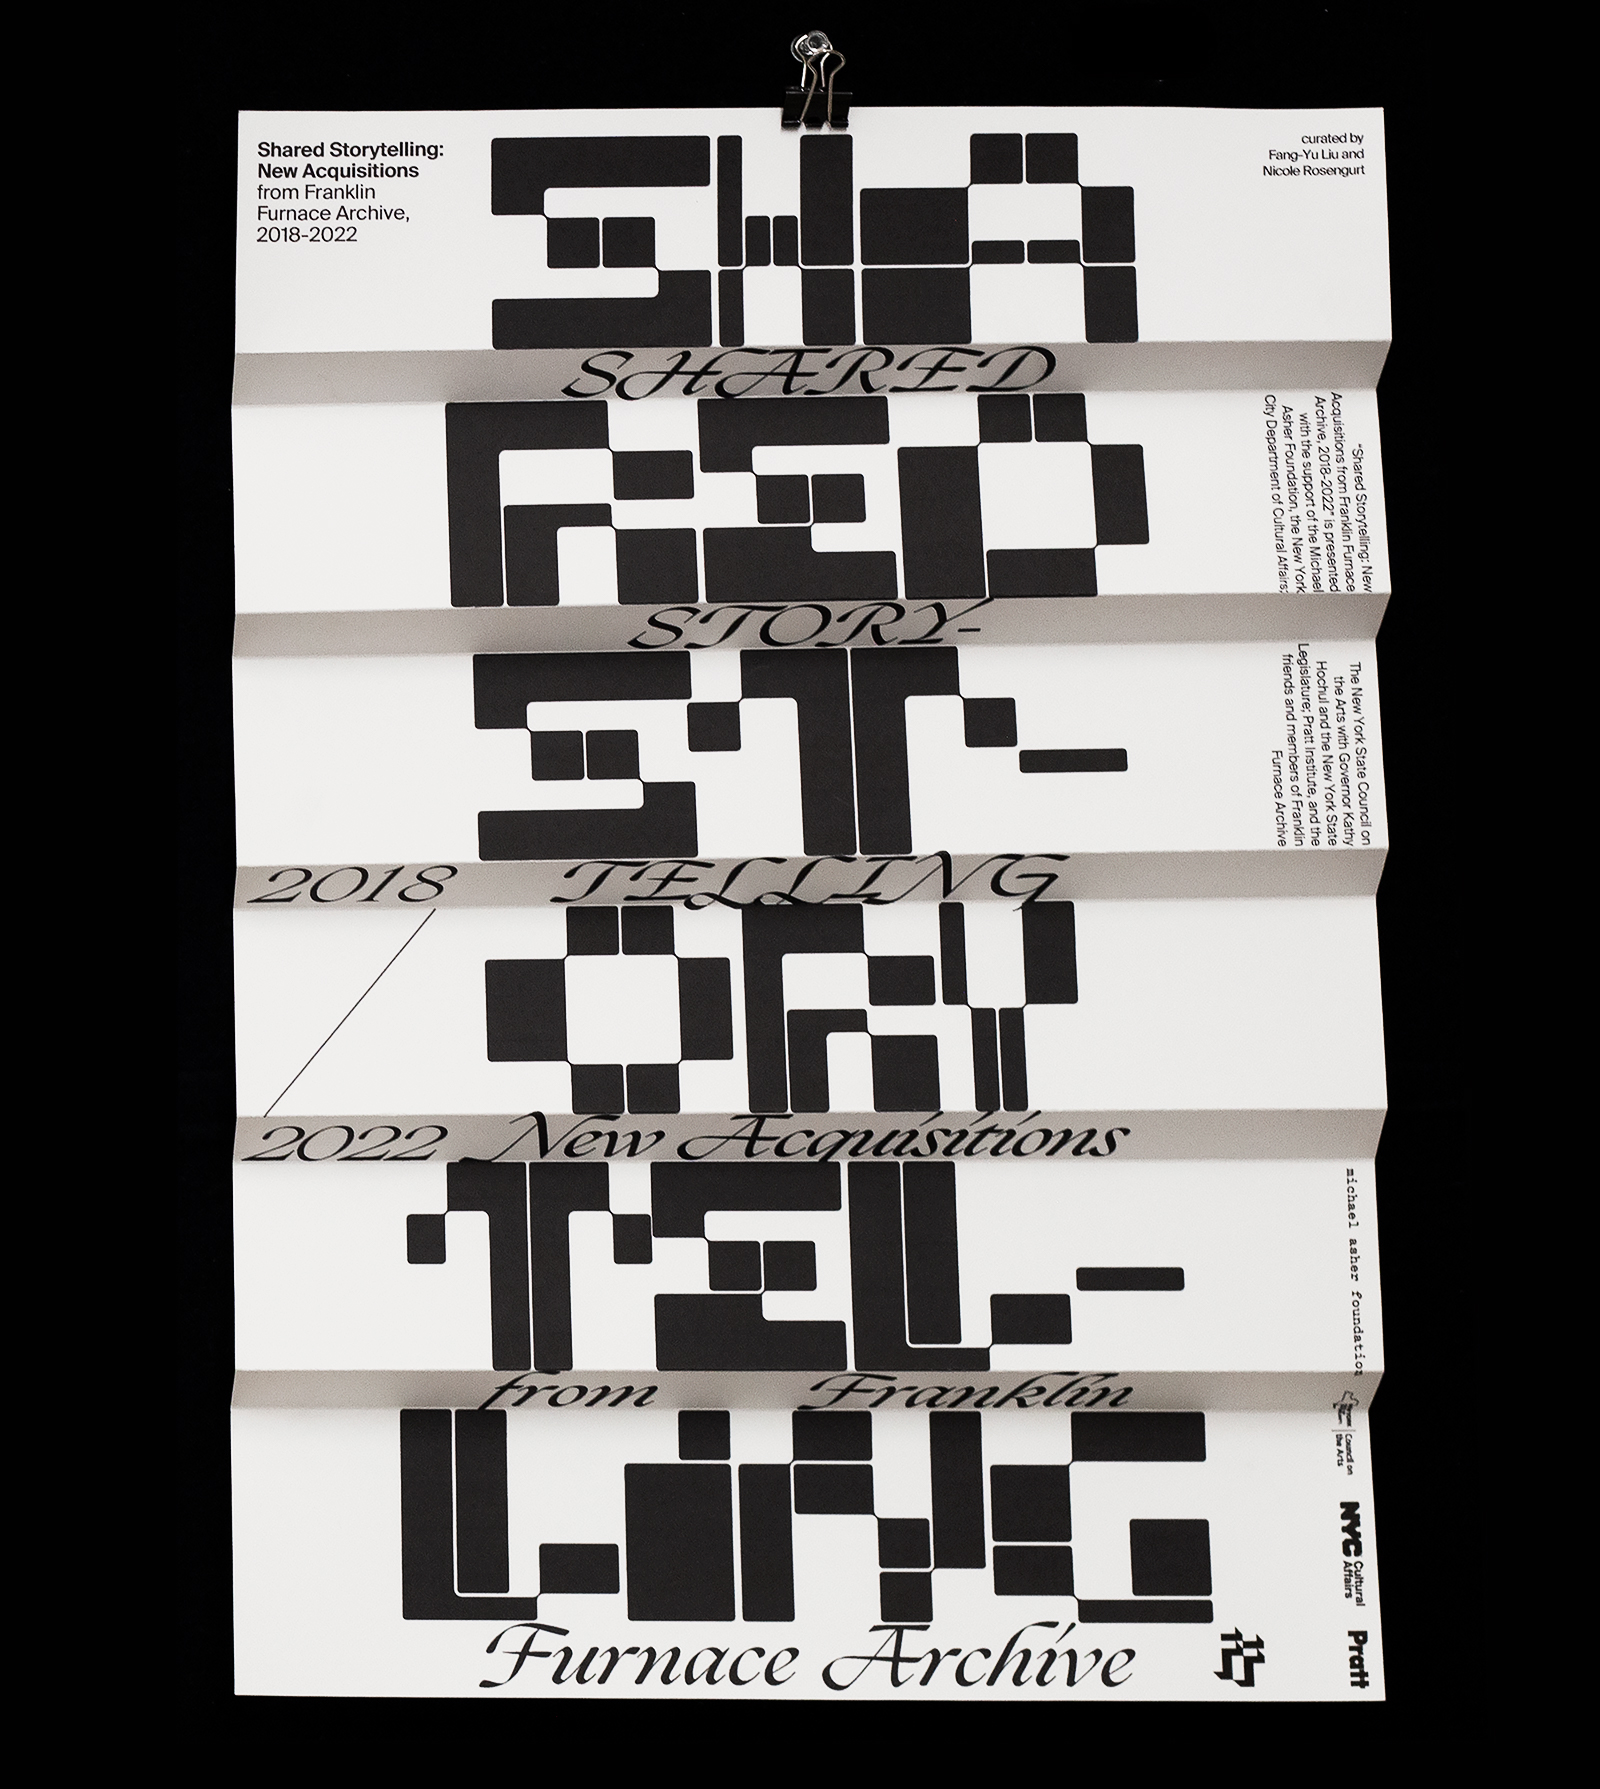 Shared Storytelling:
New Acquisitions
from Franklin
Furnace Archive,
2018-2022
curated by
Fang-Yu Liu and
Nicole Rosengurt
SHA
SHARED
RED
"Shared Storytelling: New
Acquisitions from Franklin Furnace
Archive, 2018-2022" is presented
with the support of the Michael
Asher Foundation, the New York
City Department of Cultural Affairs;
STORY-
ST-
The New York State Council on
the Arts with Governor Kathy
Hochul and the New York State
Legislature; Pratt Institute, and the
friends and members of Franklin
Furnace Archive
2018 TELLING
ORY
2022 New Acquisitions
TEL-
michael asher foundation
from Franklin
LING
Council on
the Arts
NYC Cultural
Affairs
Furnace Archive
Pratt